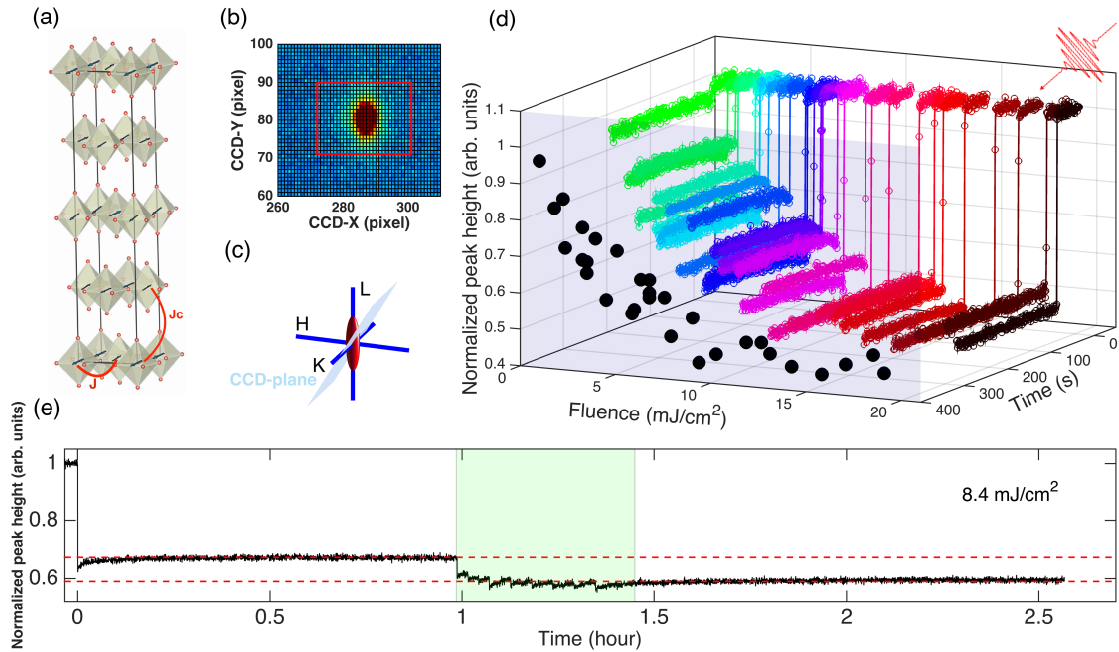 (a)
Jc
J
(b)
100
90
80
70
60
CCD-Y (pixel)
260
280
300
CCD-X (pixel)
(c)
L
H
K
CCD-plane
(d)
1.1
1
0.9
0.8
0.7
0.6
0.5
0.4
Normalized peak height (arb. units)
0
5
10
15
20
Fluence (mJ/cm²)
400
300
200
100
0
Time (s)
(e)
Normalized peak height (arb. units)
1
0.8
0.6
8.4 mJ/cm²
0
0.5
1
1.5
2
2.5
Time (hour)